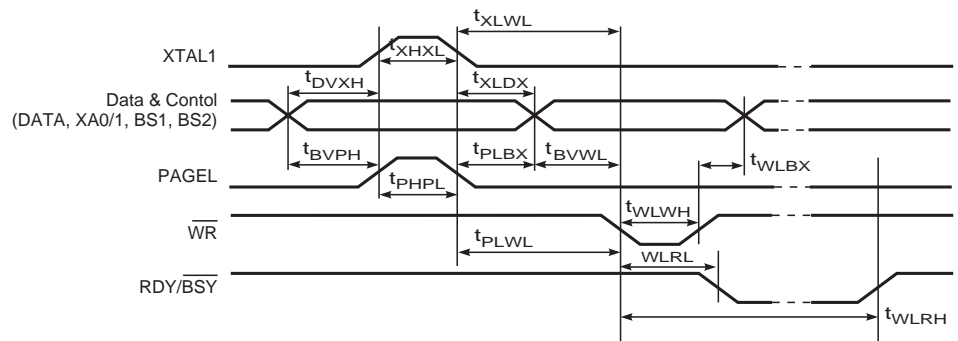 tXLWL
XTAL1
tXHXL
tDVXH
tXLDX
Data & Contol
(DATA, XA0/1, BS1, BS2)
tBVPH
tPLBX
tBVWL
tWLBX
PAGEL
tPHPL
WR
tWLWH
tPLWL
WLRL
RDY/BSY
tWLRH